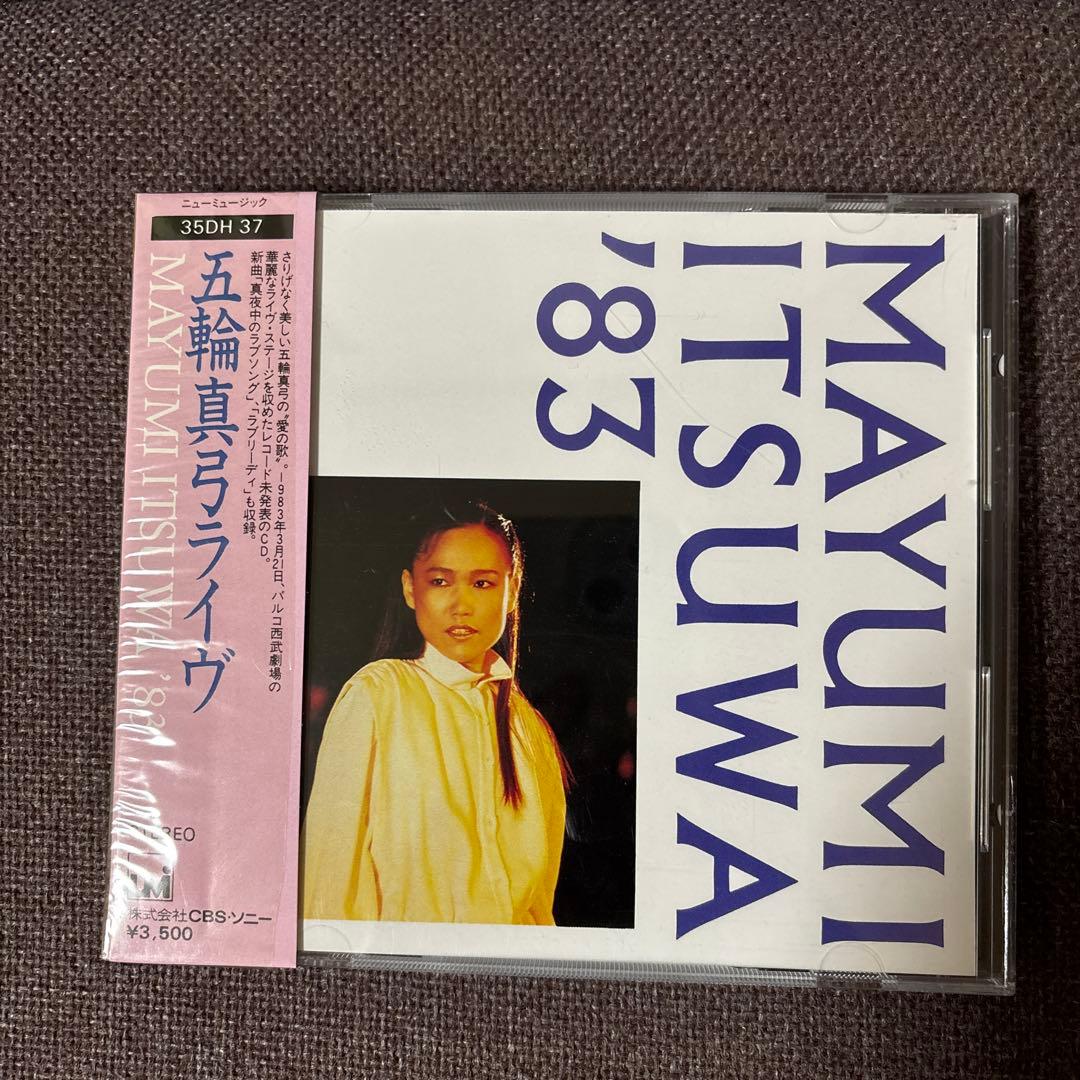 ニューミュージック
35DH 37
五輪真弓ライヴ
MAYUMI ITSUWA '83
さりげなく美しい五輪真弓の〝愛の歌〟。1983年3月21日、パルコ西武劇場の
華麗なライヴ・ステージを収めたレコード未発表のCD。
新曲「真夜中のラブソング」、「ラブリーディ」も収録。
STEREO
株式会社CBS・ソニー
¥3,500
MAYUMI
ITSUWA
'83